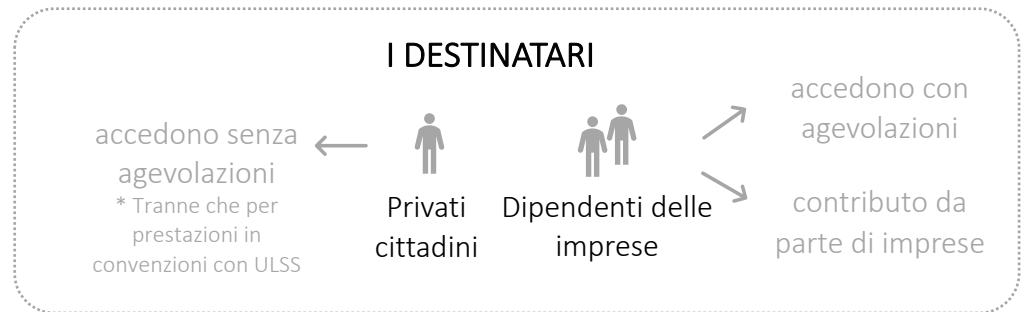 I DESTINATARI
accedono senza
agevolazioni
* Tranne che per
prestazioni in
convenzioni con ULSS
Privati
cittadini
Dipendenti delle
imprese
accedono con
agevolazioni
contributo da
parte di imprese